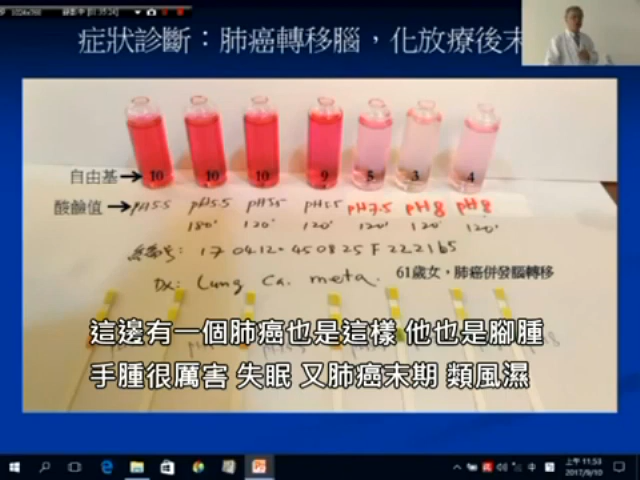 症狀診斷：肺癌轉移腦，化放療後末
自由基 10 10 10 9 5 3 4
酸鹼值 pH5.5 pH5.5 pH5.5 pH5.5 pH7.5 pH8 pH8
180' 120' 120' 120' 120' 120'
Dx: Lung Ca. meta. 61歲女，肺癌併發腦轉移
這邊有一個肺癌也是這樣 他也是腳腫
手腫很厲害 失眠 又肺癌末期 類風濕
上午 11:53
2017/9/10